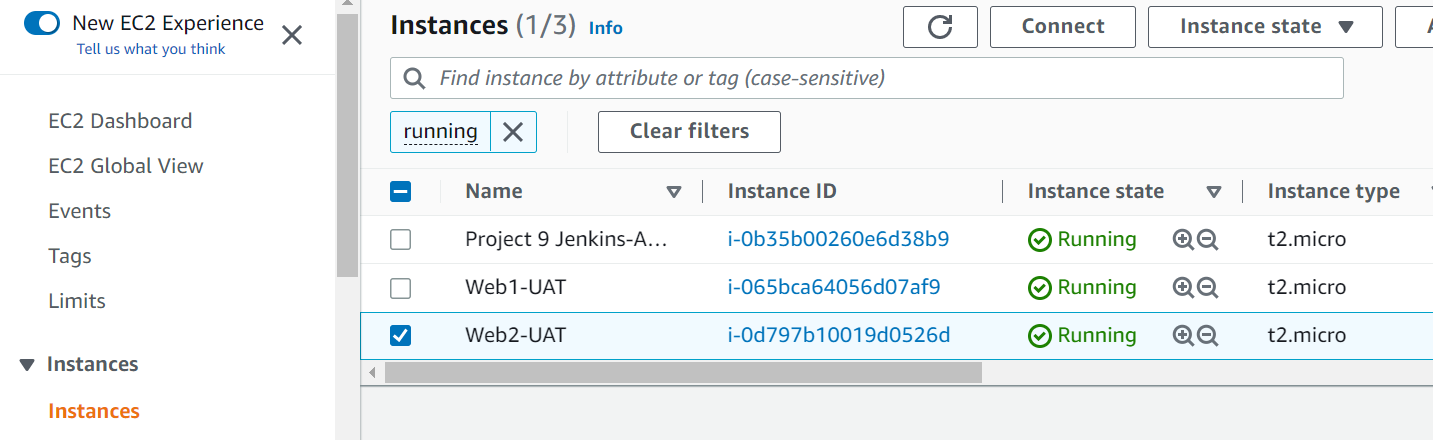 New EC2 Experience
Tell us what you think
EC2 Dashboard
EC2 Global View
Events
Tags
Limits
Instances
Instances
Instances (1/3) Info
Connect
Instance state
Find instance by attribute or tag (case-sensitive)
running
Clear filters
Name Instance ID Instance state Instance type
Project 9 Jenkins-A... i-0b35b00260e6d38b9 Running t2.micro
Web1-UAT i-065bca64056d07af9 Running t2.micro
Web2-UAT i-0d797b10019d0526d Running t2.micro